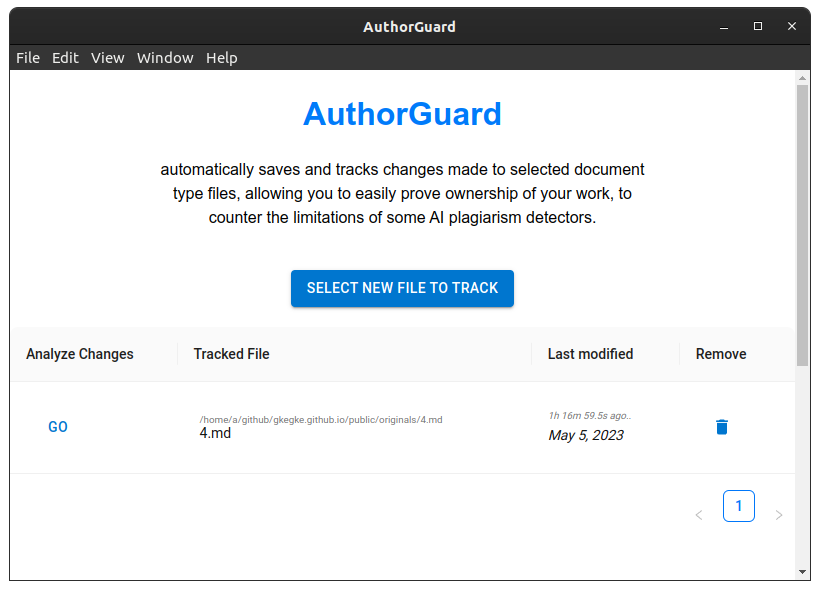 AuthorGuard
File Edit View Window Help
AuthorGuard
automatically saves and tracks changes made to selected document
type files, allowing you to easily prove ownership of your work, to
counter the limitations of some AI plagiarism detectors.
SELECT NEW FILE TO TRACK
Analyze Changes Tracked File Last modified Remove
/home/a/github/gkegke.github.io/public/originals/4.md 1h 16m 59.5s ago..
GO 4.md May 5, 2023
< 1 >